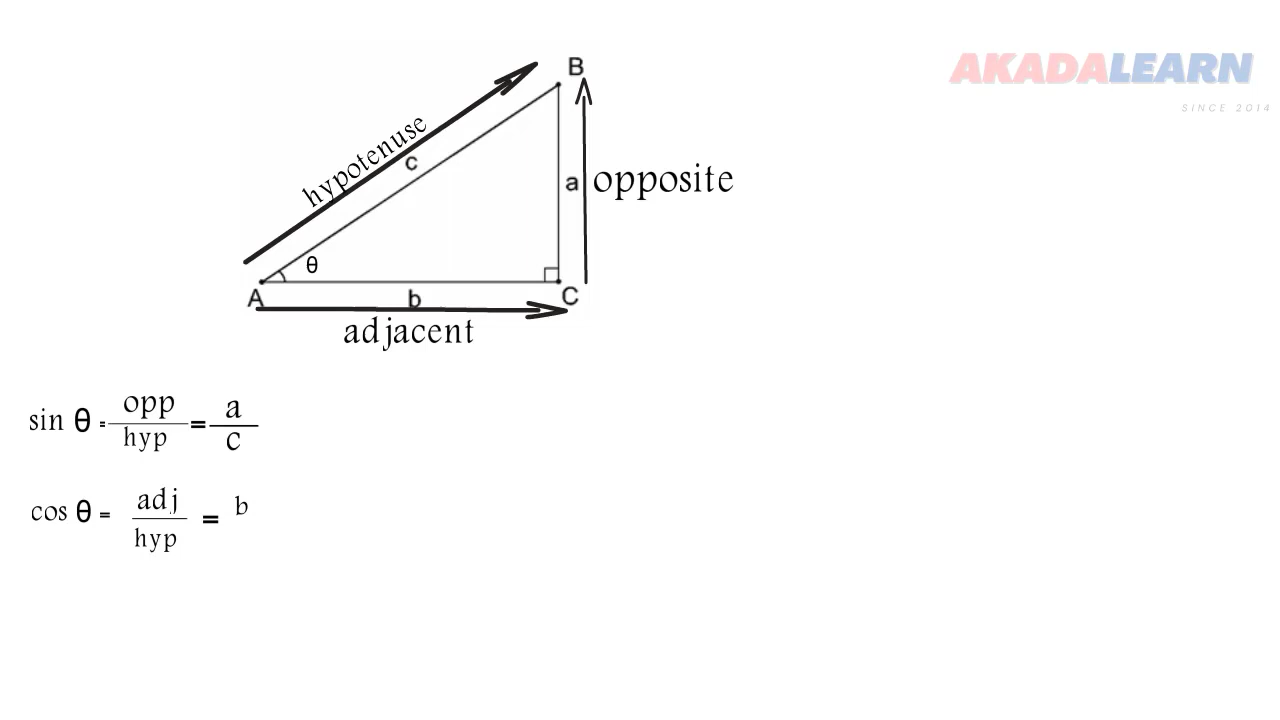 AKADALEARN
SINCE 2014
B
hypotenuse
c
a
opposite
θ
A
b
C
adjacent
sin θ = opp/hyp = a/c
cos θ = adj/hyp = b